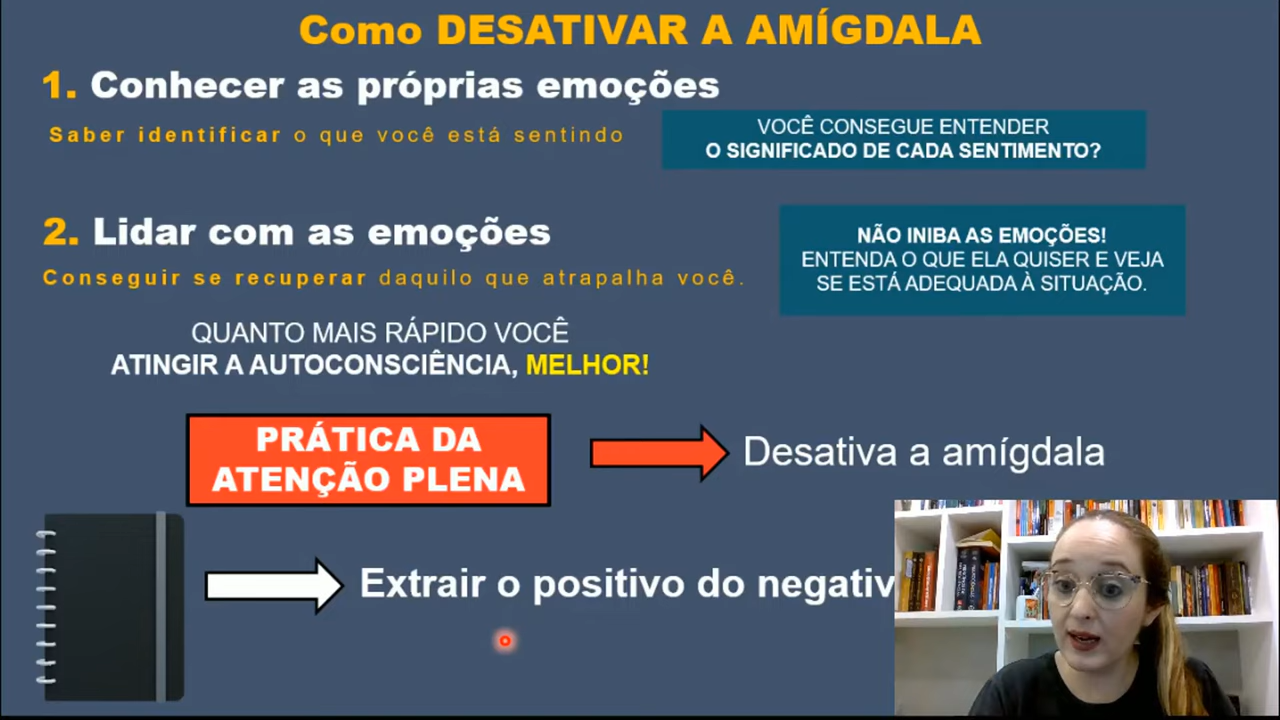 Como DESATIVAR A AMÍGDALA
1. Conhecer as próprias emoções
Saber identificar o que você está sentindo
VOCÊ CONSEGUE ENTENDER
O SIGNIFICADO DE CADA SENTIMENTO?
2. Lidar com as emoções
Conseguir se recuperar daquilo que atrapalha você.
NÃO INIBA AS EMOÇÕES!
ENTENDA O QUE ELA QUISER E VEJA
SE ESTÁ ADEQUADA À SITUAÇÃO.
QUANTO MAIS RÁPIDO VOCÊ
ATINGIR A AUTOCONSCIÊNCIA, MELHOR!
PRÁTICA DA
ATENÇÃO PLENA
Desativa a amígdala
Extrair o positivo do negativ